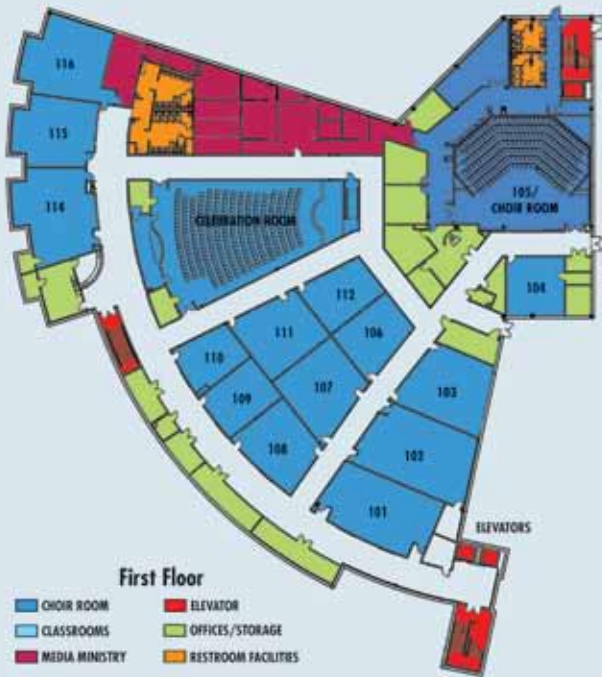 116
115
114
CELEBRATION ROOM
105/
CHOIR ROOM
104
112
111
106
110
107
103
109
108
102
101
ELEVATORS
First Floor
CHOIR ROOM
ELEVATOR
CLASSROOMS
OFFICES/STORAGE
MEDIA MINISTRY
RESTROOM FACILITIES